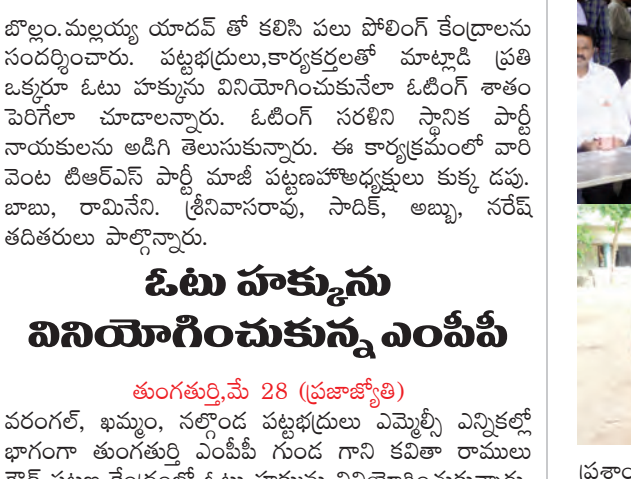 బొల్లం.మల్లయ్య యాదవ్ తో కలిసి పలు పోలింగ్ కేంద్రాలను
సందర్శించారు. పట్టభద్రులు,కార్యకర్తలతో మాట్లాడి ప్రతి
ఒక్కరూ ఓటు హక్కును వినియోగించుకునేలా ఓటింగ్ శాతం
పెరిగేలా చూడాలన్నారు. ఓటింగ్ సరళిని స్థానిక పార్టీ
నాయకులను అడిగి తెలుసుకున్నారు. ఈ కార్యక్రమంలో వారి
వెంట టిఆర్ఎస్ పార్టీ మాజీ పట్టణహొఅధ్యక్షులు కుక్క డపు.
బాబు, రామినేని. శ్రీనివాసరావు, సాదిక్, అబ్బు, నరేష్
తదితరులు పాల్గొన్నారు.
ఓటు హక్కును
వినియోగించుకున్న ఎంపీపీ
తుంగతుర్తి,మే 28 (ప్రజాజ్యోతి)
వరంగల్, ఖమ్మం, నల్గొండ పట్టభద్రులు ఎమ్మెల్సీ ఎన్నికల్లో
భాగంగా తుంగతుర్తి ఎంపీపీ గుండ గాని కవితా రాములు